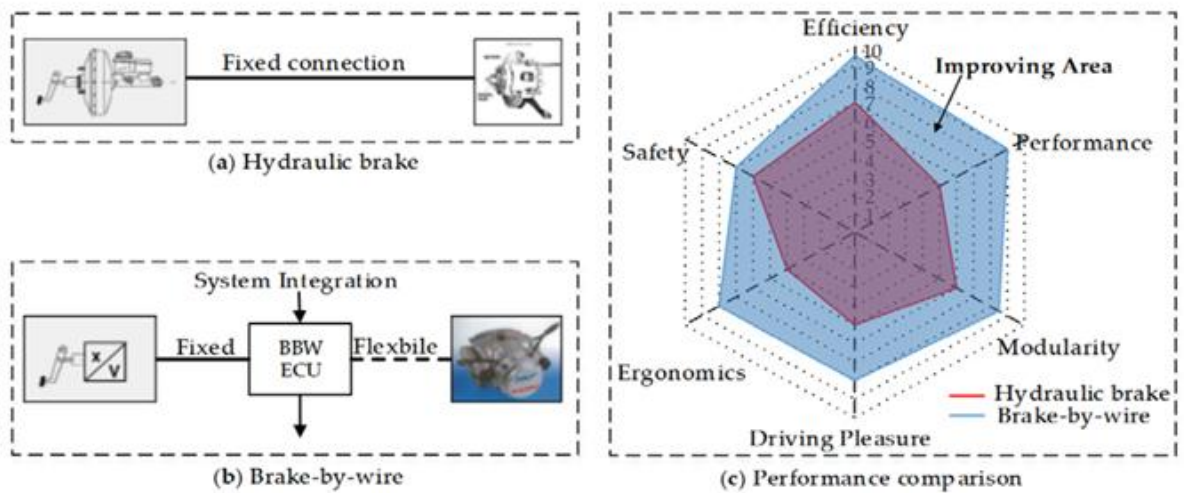 Fixed connection
(a) Hydraulic brake
System Integration
Fixed
BBW
ECU
Flexbile
x
V
(b) Brake-by-wire
Efficiency
10
9
8
7
6
5
4
3
2
1
Improving Area
Safety
Performance
Ergonomics
Modularity
Driving Pleasure
Hydraulic brake
Brake-by-wire
(c) Performance comparison